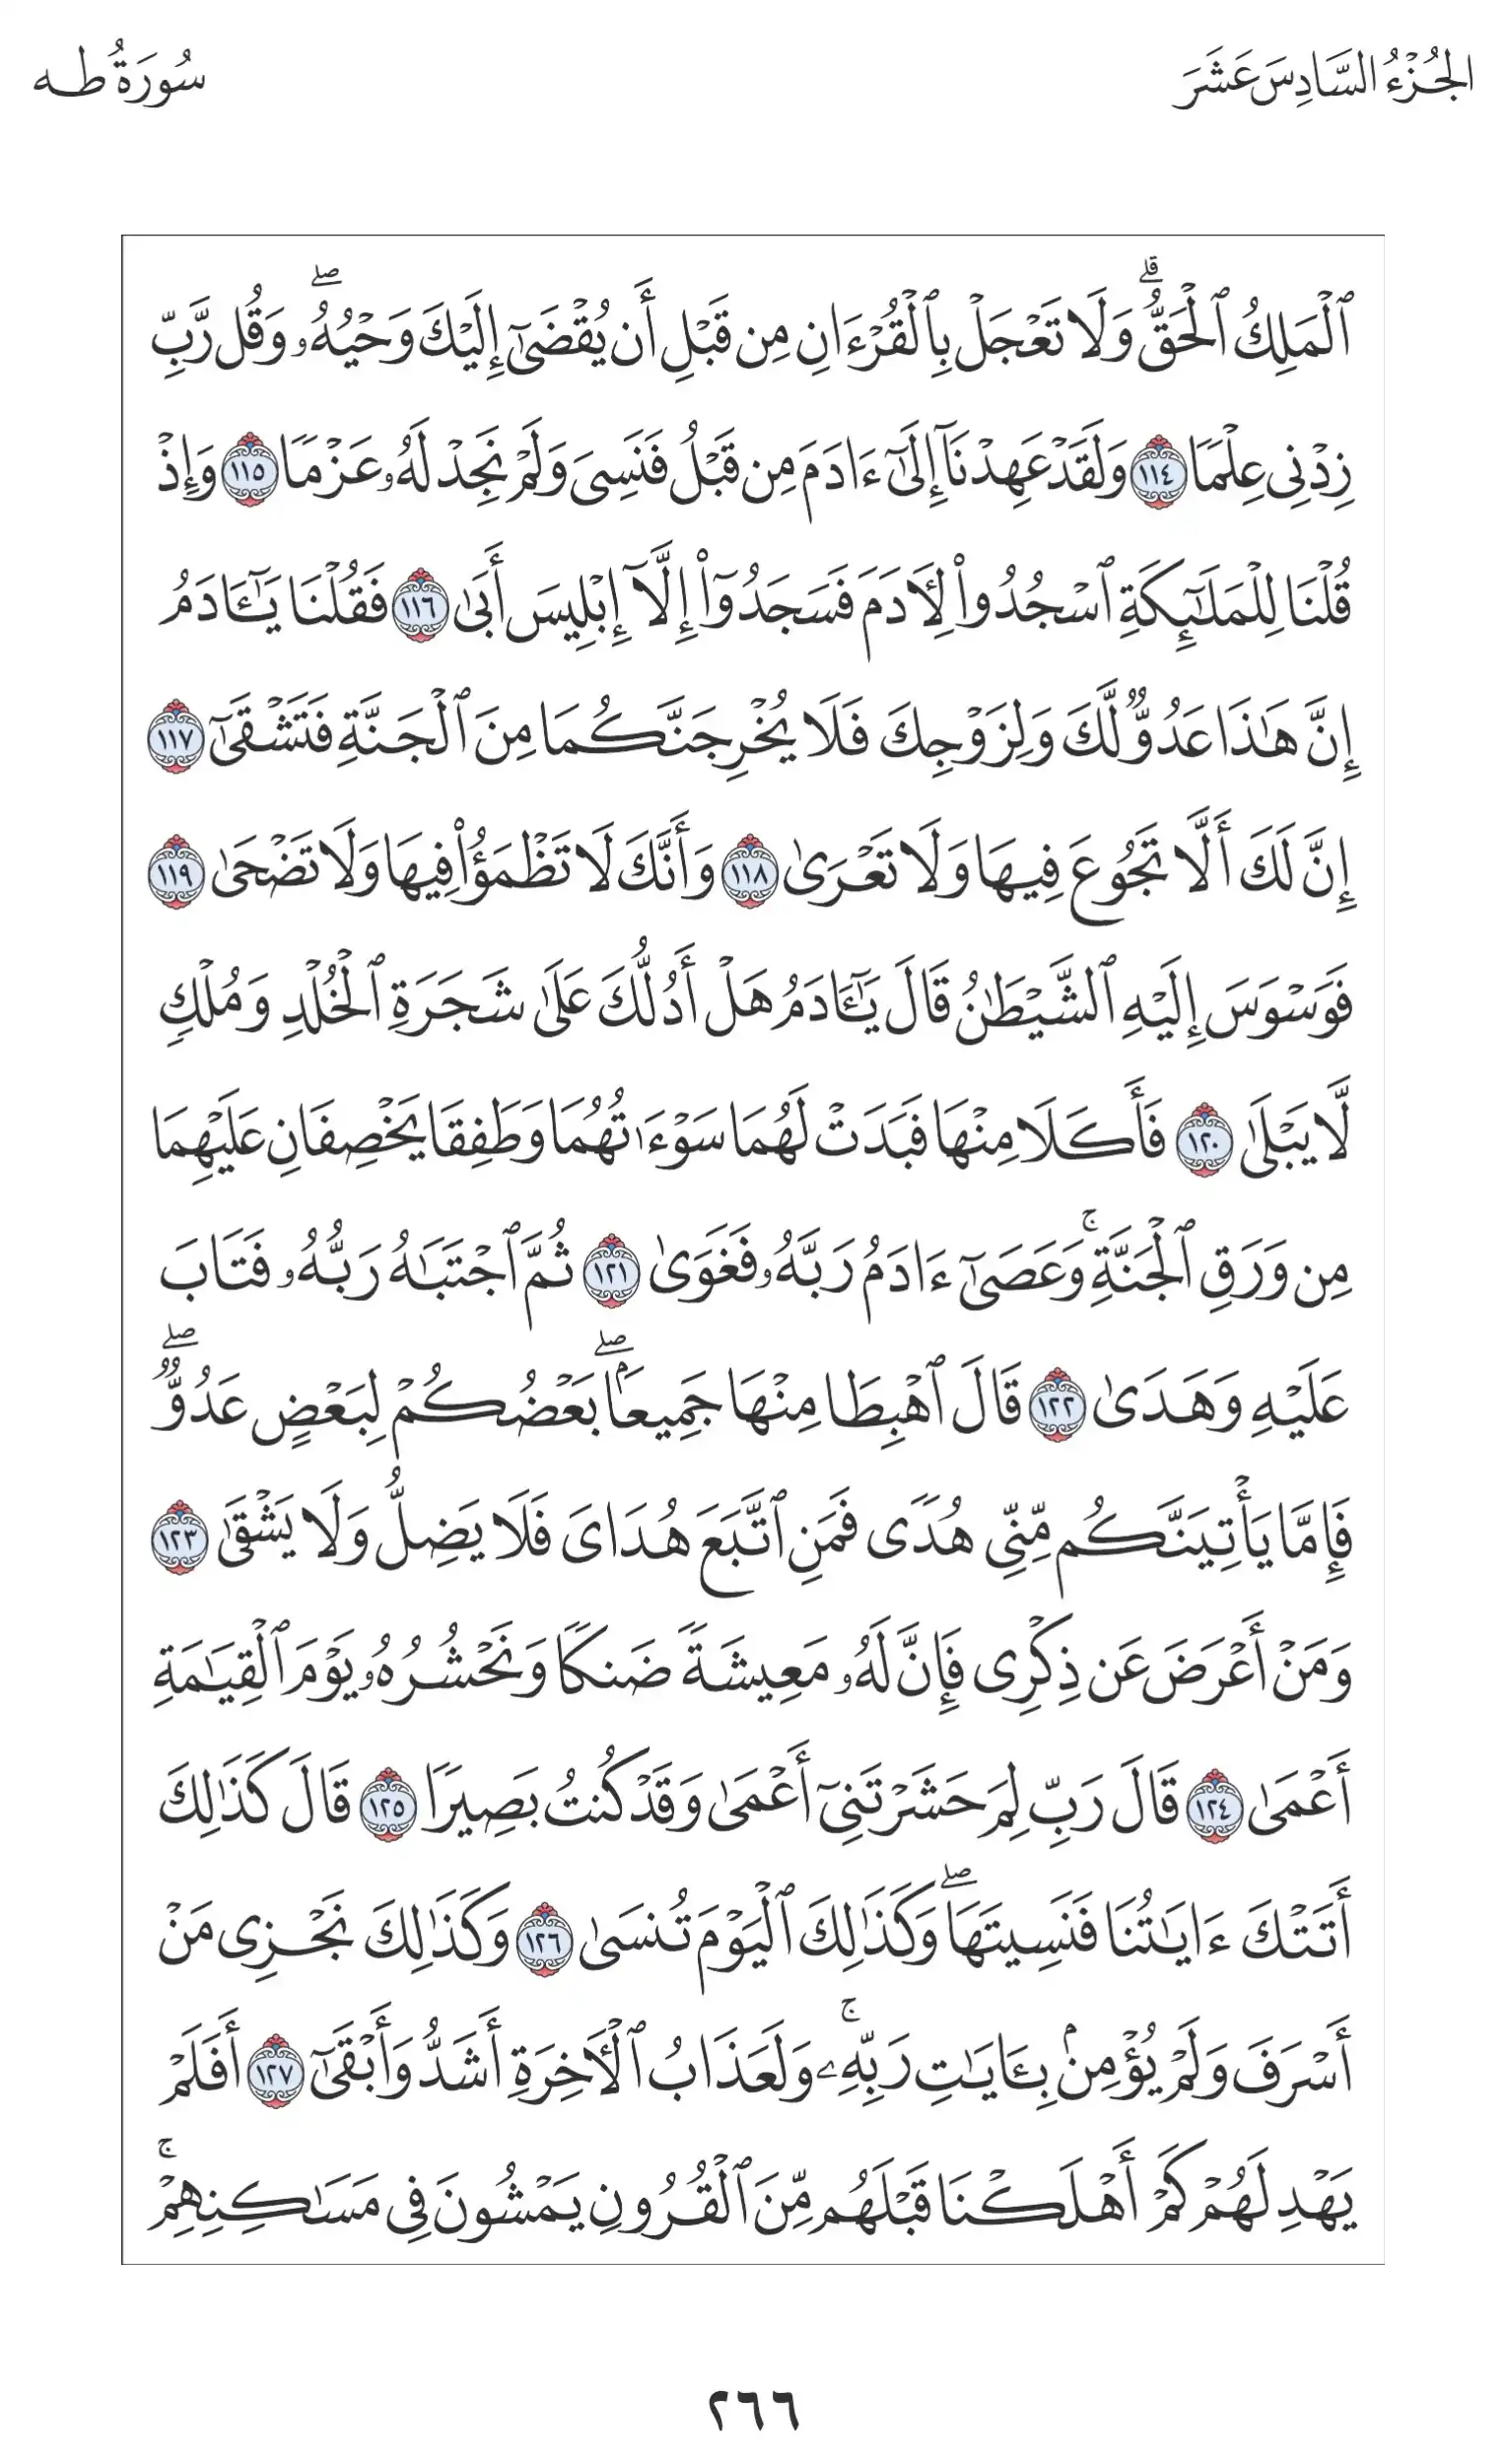 الجُزْءُ السَّادِسَ عَشَرَ
سُورَةُ طه
ٱلْمَلِكُ ٱلْحَقُّۗ وَلَا تَعْجَلْ بِٱلْقُرْءَانِ مِن قَبْلِ أَن يُقْضَىٰٓ إِلَيْكَ وَحْيُهُۥۖ وَقُل رَّبِّ
زِدْنِى عِلْمًا ١١٤ وَلَقَدْ عَهِدْنَآ إِلَىٰٓ ءَادَمَ مِن قَبْلُ فَنَسِىَ وَلَمْ نَجِدْ لَهُۥ عَزْمًا ١١٥ وَإِذْ
قُلْنَا لِلْمَلَٰٓئِكَةِ ٱسْجُدُوا۟ لِءَادَمَ فَسَجَدُوٓا۟ إِلَّآ إِبْلِيسَ أَبَىٰ ١١٦ فَقُلْنَا يَٰٓـَٔادَمُ
إِنَّ هَٰذَا عَدُوٌّ لَّكَ وَلِزَوْجِكَ فَلَا يُخْرِجَنَّكُمَا مِنَ ٱلْجَنَّةِ فَتَشْقَىٰٓ ١١٧
إِنَّ لَكَ أَلَّا تَجُوعَ فِيهَا وَلَا تَعْرَىٰ ١١٨ وَأَنَّكَ لَا تَظْمَؤُا۟ فِيهَا وَلَا تَضْحَىٰ ١١٩
فَوَسْوَسَ إِلَيْهِ ٱلشَّيْطَٰنُ قَالَ يَٰٓـَٔادَمُ هَلْ أَدُلُّكَ عَلَىٰ شَجَرَةِ ٱلْخُلْدِ وَمُلْكٍ
لَّا يَبْلَىٰ ١٢٠ فَأَكَلَا مِنْهَا فَبَدَتْ لَهُمَا سَوْءَٰتُهُمَا وَطَفِقَا يَخْصِفَانِ عَلَيْهِمَا
مِن وَرَقِ ٱلْجَنَّةِۚ وَعَصَىٰٓ ءَادَمُ رَبَّهُۥ فَغَوَىٰ ١٢١ ثُمَّ ٱجْتَبَٰهُ رَبُّهُۥ فَتَابَ
عَلَيْهِ وَهَدَىٰ ١٢٢ قَالَ ٱهْبِطَا مِنْهَا جَمِيعًۢاۖ بَعْضُكُمْ لِبَعْضٍ عَدُوٌّۖ
فَإِمَّا يَأْتِيَنَّكُم مِّنِّى هُدًى فَمَنِ ٱتَّبَعَ هُدَاىَ فَلَا يَضِلُّ وَلَا يَشْقَىٰ ١٢٣
وَمَنْ أَعْرَضَ عَن ذِكْرِى فَإِنَّ لَهُۥ مَعِيشَةً ضَنكًا وَنَحْشُرُهُۥ يَوْمَ ٱلْقِيَٰمَةِ
أَعْمَىٰ ١٢٤ قَالَ رَبِّ لِمَ حَشَرْتَنِىٓ أَعْمَىٰ وَقَدْ كُنتُ بَصِيرًا ١٢٥ قَالَ كَذَٰلِكَ
أَتَتْكَ ءَايَٰتُنَا فَنَسِيتَهَاۖ وَكَذَٰلِكَ ٱلْيَوْمَ تُنسَىٰ ١٢٦ وَكَذَٰلِكَ نَجْزِى مَنْ
أَسْرَفَ وَلَمْ يُؤْمِنۢ بِـَٔايَٰتِ رَبِّهِۦۚ وَلَعَذَابُ ٱلْءَاخِرَةِ أَشَدُّ وَأَبْقَىٰٓ ١٢٧ أَفَلَمْ
يَهْدِ لَهُمْ كَمْ أَهْلَكْنَا قَبْلَهُم مِّنَ ٱلْقُرُونِ يَمْشُونَ فِى مَسَٰكِنِهِمْۚ
٢٦٦